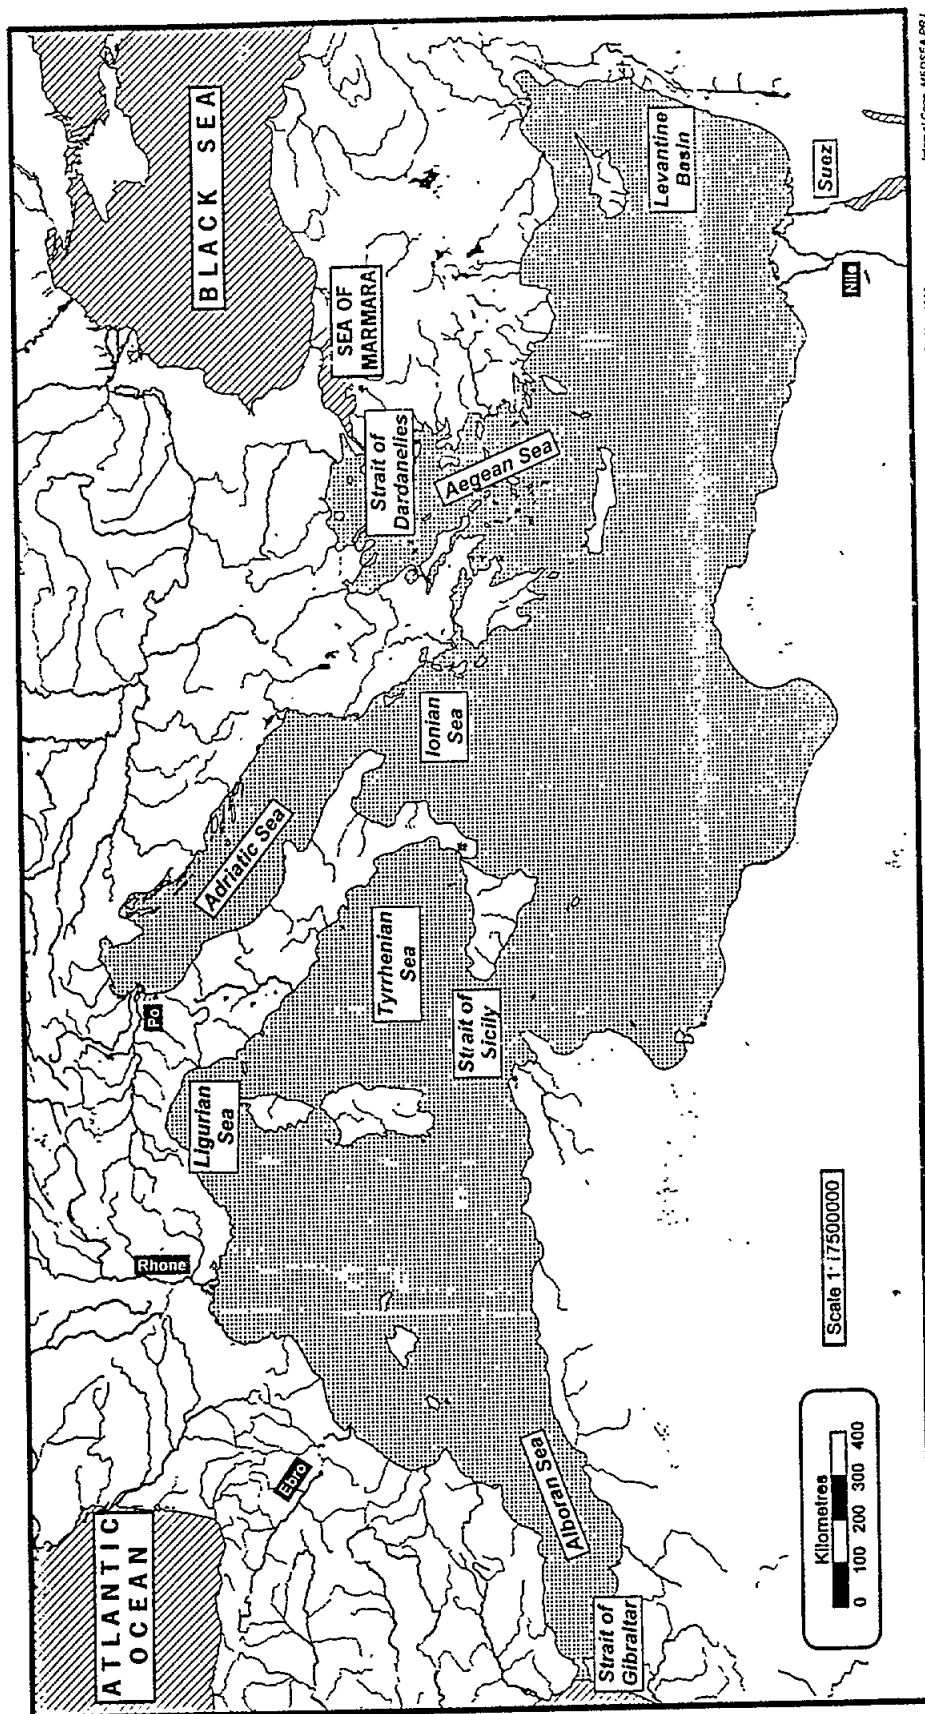 ATLANTIC
OCEAN
BLACK SEA
SEA OF
MARMARA
Strait of
Dardanelles
Aegean Sea
Adriatic Sea
Ionian
Sea
Po
Rhone
Ligurian
Sea
Tyrrhenian
Sea
Ebro
Strait of
Sicily
Levantine
Basin
Alboran Sea
Strait of
Gibraltar
Suez
Nile
Kilometres
0 100 200 300 400
Scale 1: 17500000